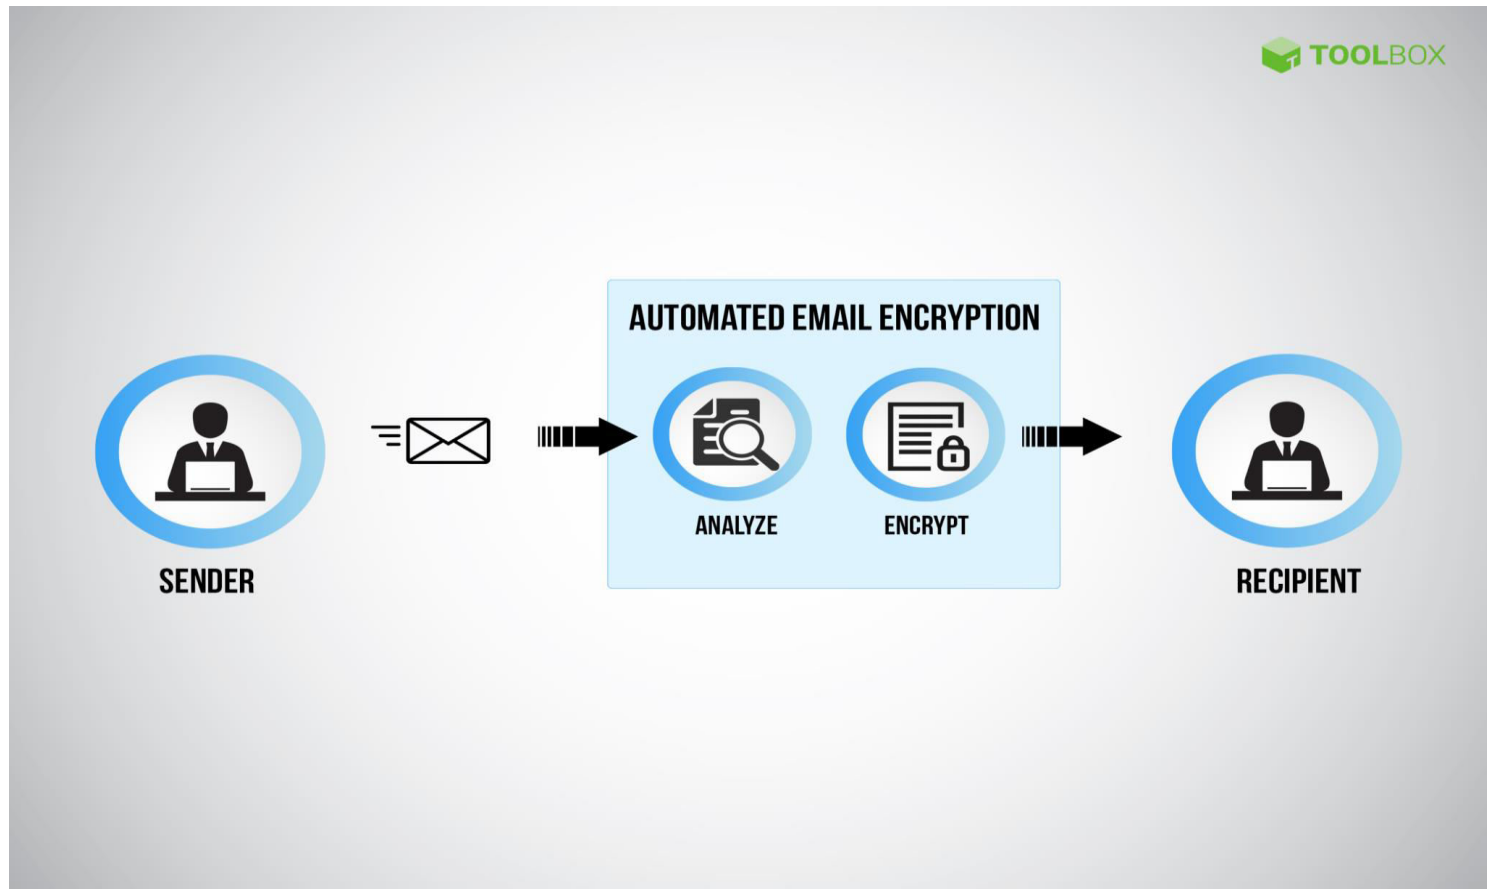 TOOLBOX
AUTOMATED EMAIL ENCRYPTION
ANALYZE
ENCRYPT
SENDER
RECIPIENT